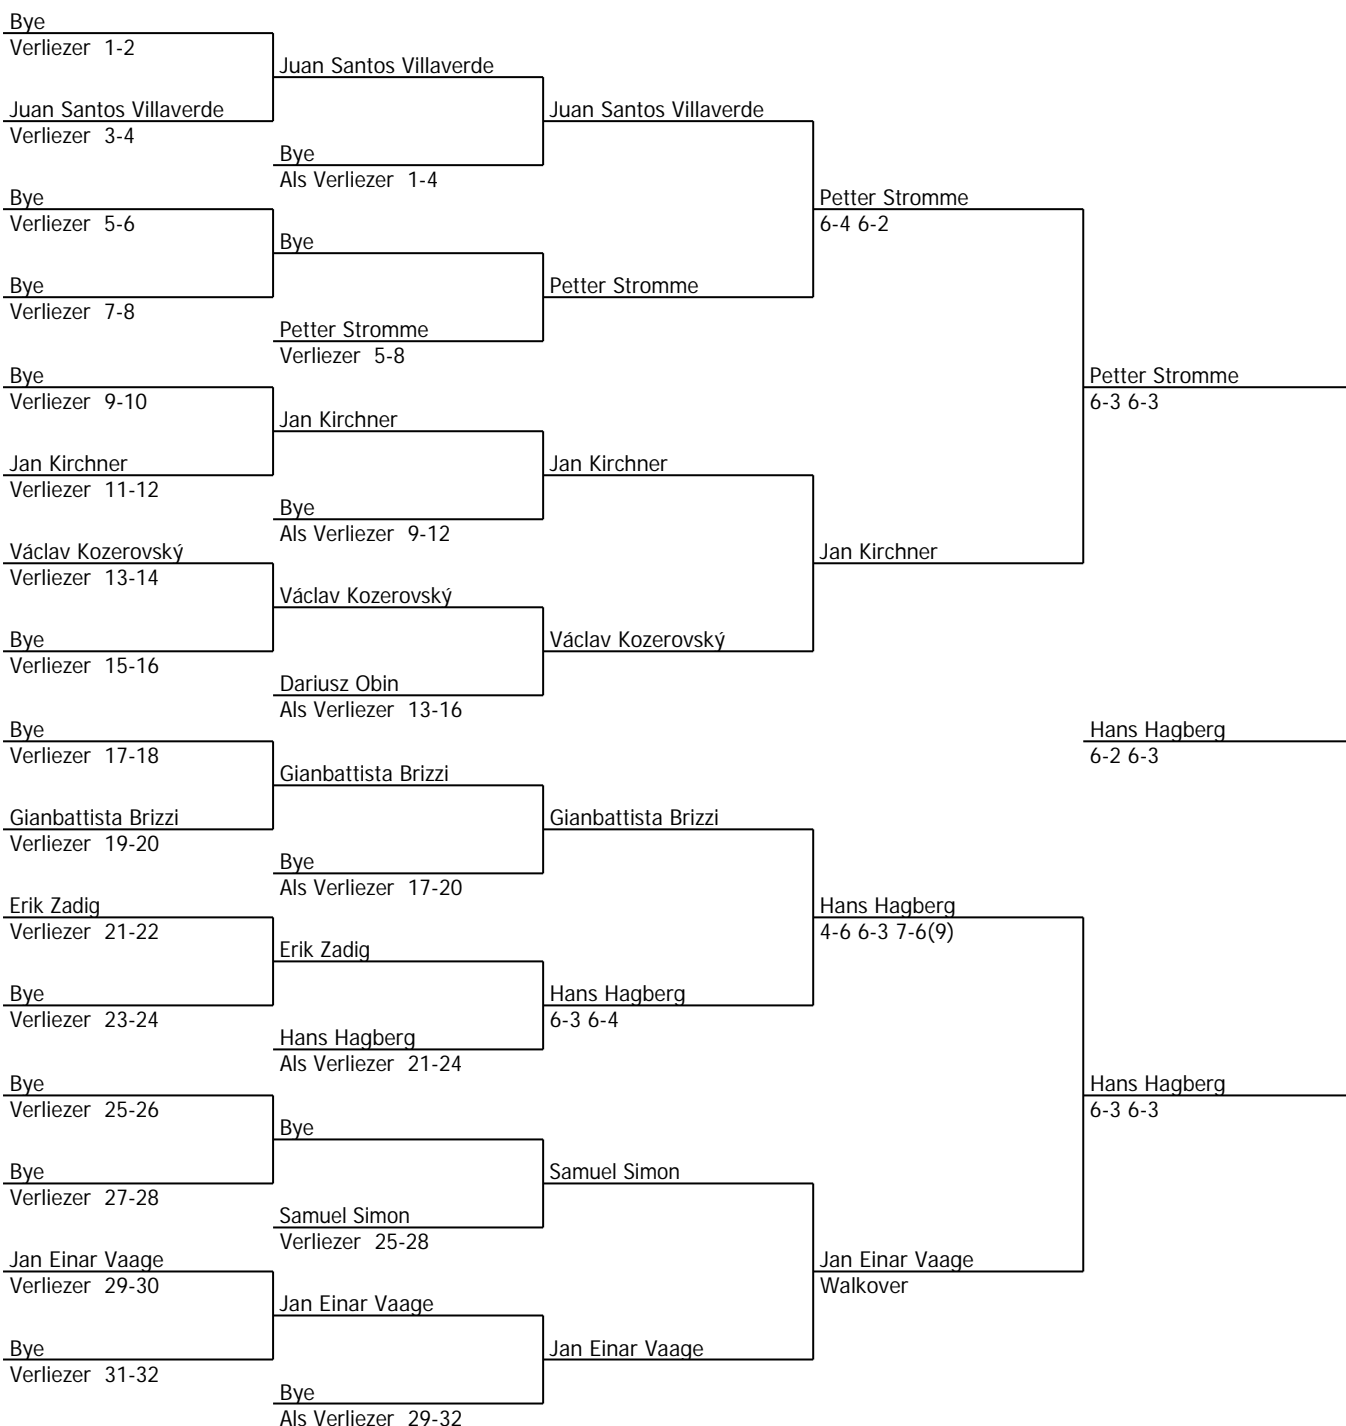 Bye
Verliezer 1-2
Juan Santos Villaverde
Juan Santos Villaverde
Juan Santos Villaverde
Verliezer 3-4
Bye
Als Verliezer 1-4
Bye
Petter Stromme
Verliezer 5-6
6-4 6-2
Bye
Bye
Petter Stromme
Verliezer 7-8
Petter Stromme
Verliezer 5-8
Bye
Petter Stromme
Verliezer 9-10
6-3 6-3
Jan Kirchner
Jan Kirchner
Jan Kirchner
Verliezer 11-12
Bye
Als Verliezer 9-12
Václav Kozerovský
Jan Kirchner
Verliezer 13-14
Václav Kozerovský
Bye
Václav Kozerovský
Verliezer 15-16
Dariusz Obin
Als Verliezer 13-16
Bye
Hans Hagberg
Verliezer 17-18
6-2 6-3
Gianbattista Brizzi
Gianbattista Brizzi
Gianbattista Brizzi
Verliezer 19-20
Bye
Als Verliezer 17-20
Erik Zadig
Hans Hagberg
Verliezer 21-22
4-6 6-3 7-6(9)
Erik Zadig
Bye
Hans Hagberg
Verliezer 23-24
6-3 6-4
Hans Hagberg
Als Verliezer 21-24
Bye
Hans Hagberg
Verliezer 25-26
6-3 6-3
Bye
Bye
Samuel Simon
Verliezer 27-28
Samuel Simon
Verliezer 25-28
Jan Einar Vaage
Jan Einar Vaage
Verliezer 29-30
Walkover
Jan Einar Vaage
Bye
Jan Einar Vaage
Verliezer 31-32
Bye
Als Verliezer 29-32